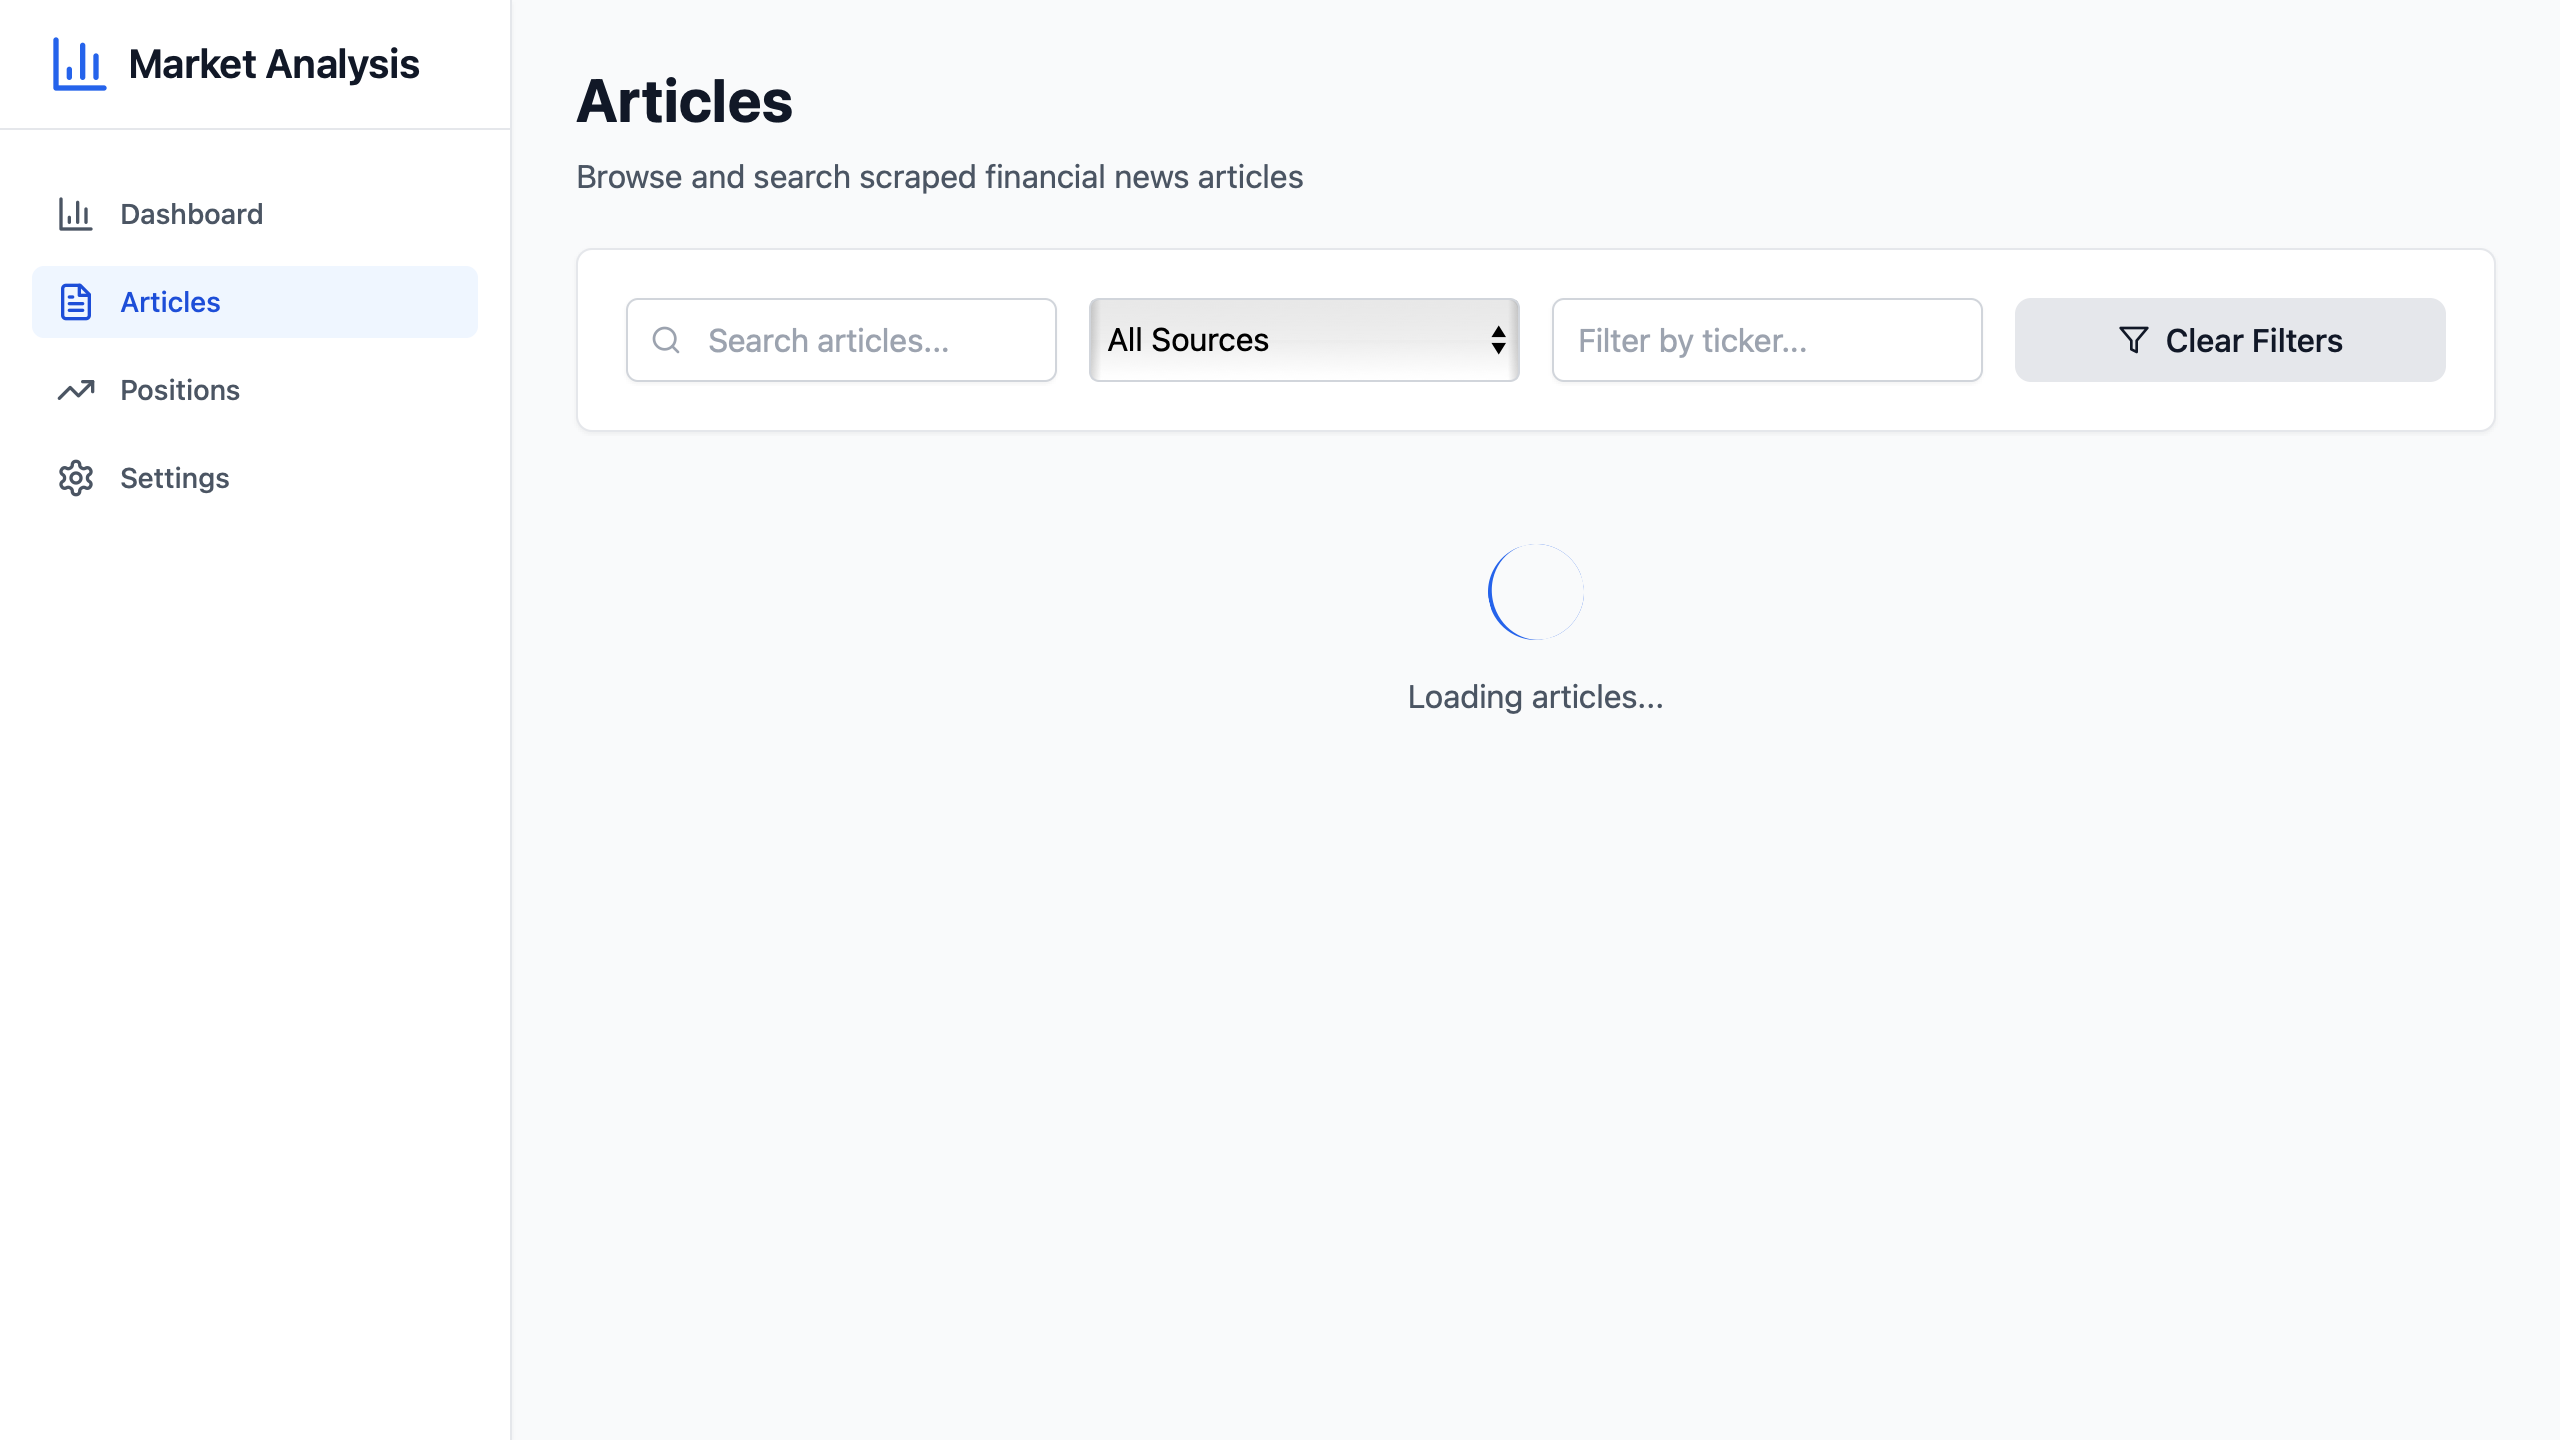 Market Analysis
Dashboard
Articles
Positions
Settings
Articles
Browse and search scraped financial news articles
Search articles...
All Sources
Filter by ticker...
Clear Filters
Loading articles...